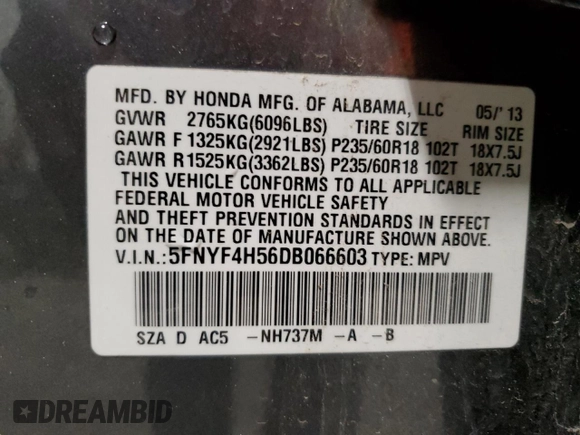 MFD. BY HONDA MFG. OF ALABAMA, LLC 05/'13
GVWR 2765KG(6096LBS) TIRE SIZE RIM SIZE
GAWR F 1325KG(2921LBS) P235/60R18 102T 18X7.5J
GAWR R1525KG(3362LBS) P235/60R18 102T 18X7.5J
THIS VEHICLE CONFORMS TO ALL APPLICABLE
FEDERAL MOTOR VEHICLE SAFETY
AND THEFT PREVENTION STANDARDS IN EFFECT
ON THE DATE OF MANUFACTURE SHOWN ABOVE.
V.I.N.:5FNYF4H56DB066603 TYPE: MPV
SZA D AC5 -NH737M -A -B
DREAMBID